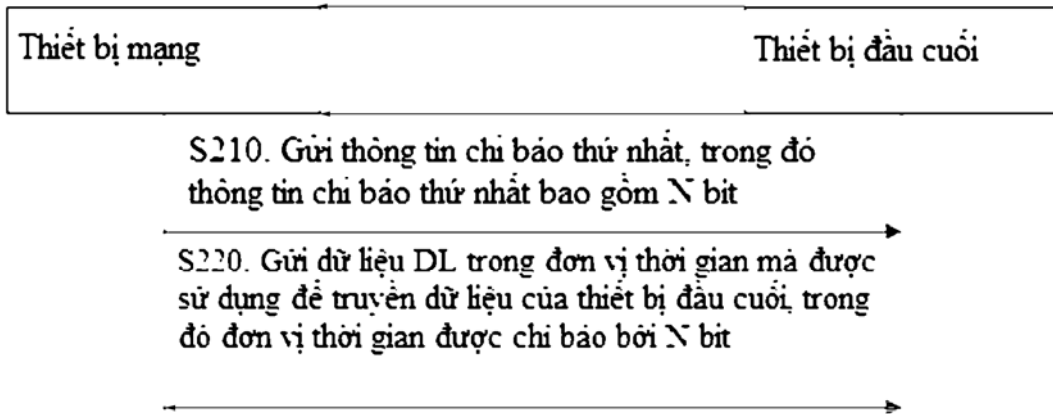 Thiết bị mạng
Thiết bị đầu cuối
S210. Gửi thông tin chỉ báo thứ nhất, trong đó
thông tin chỉ báo thứ nhất bao gồm N bit
S220. Gửi dữ liệu DL trong đơn vị thời gian mà được
sử dụng để truyền dữ liệu của thiết bị đầu cuối, trong
đó đơn vị thời gian được chỉ báo bởi N bit